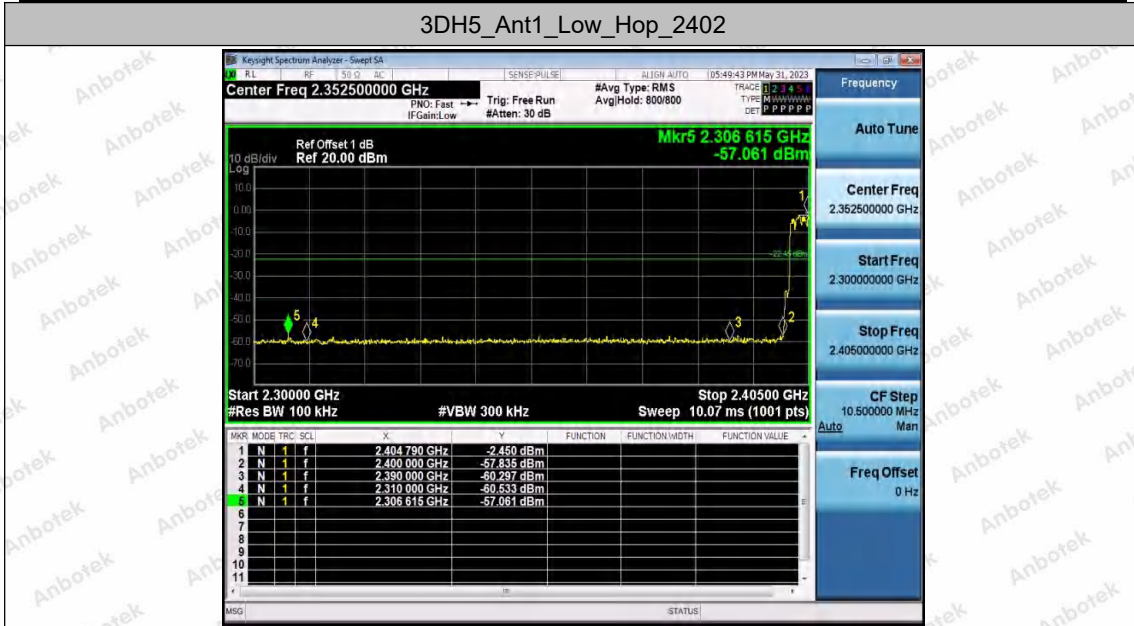 3DH5_Ant1_Low_Hop_2402
Keysight Spectrum Analyzer - Swept SA
RL RF 50 Ω AC SENSE:PULSE ALIGN AUTO 05:49:43 PM May 31, 2023
Center Freq 2.352500000 GHz
PNO: Fast
IFGain:Low
Trig: Free Run
#Atten: 30 dB
#Avg Type: RMS
Avg|Hold: 800/800
TRACE 1 2 3 4 5 6
TYPE M
DET P P P P P P
Ref Offset 1 dB
Ref 20.00 dBm
10 dB/div
Log
Mkr5 2.306 615 GHz
-57.061 dBm
10.0
0.00
-10.0
-20.0
-30.0
-40.0
-50.0
-60.0
-70.0
-22.45 dBm
1
2
3
4
5
Start 2.30000 GHz Stop 2.40500 GHz
#Res BW 100 kHz #VBW 300 kHz Sweep 10.07 ms (1001 pts)
MKR MODE TRC SCL X Y FUNCTION FUNCTION WIDTH FUNCTION VALUE
1 N 1 f 2.404 790 GHz -2.450 dBm
2 N 1 f 2.400 000 GHz -57.835 dBm
3 N 1 f 2.390 000 GHz -60.297 dBm
4 N 1 f 2.310 000 GHz -60.533 dBm
5 N 1 f 2.306 615 GHz -57.061 dBm
6
7
8
9
10
11
MSG STATUS
Frequency
Auto Tune
Center Freq
2.352500000 GHz
Start Freq
2.300000000 GHz
Stop Freq
2.405000000 GHz
CF Step
10.500000 MHz
Auto Man
Freq Offset
0 Hz
Anbotek